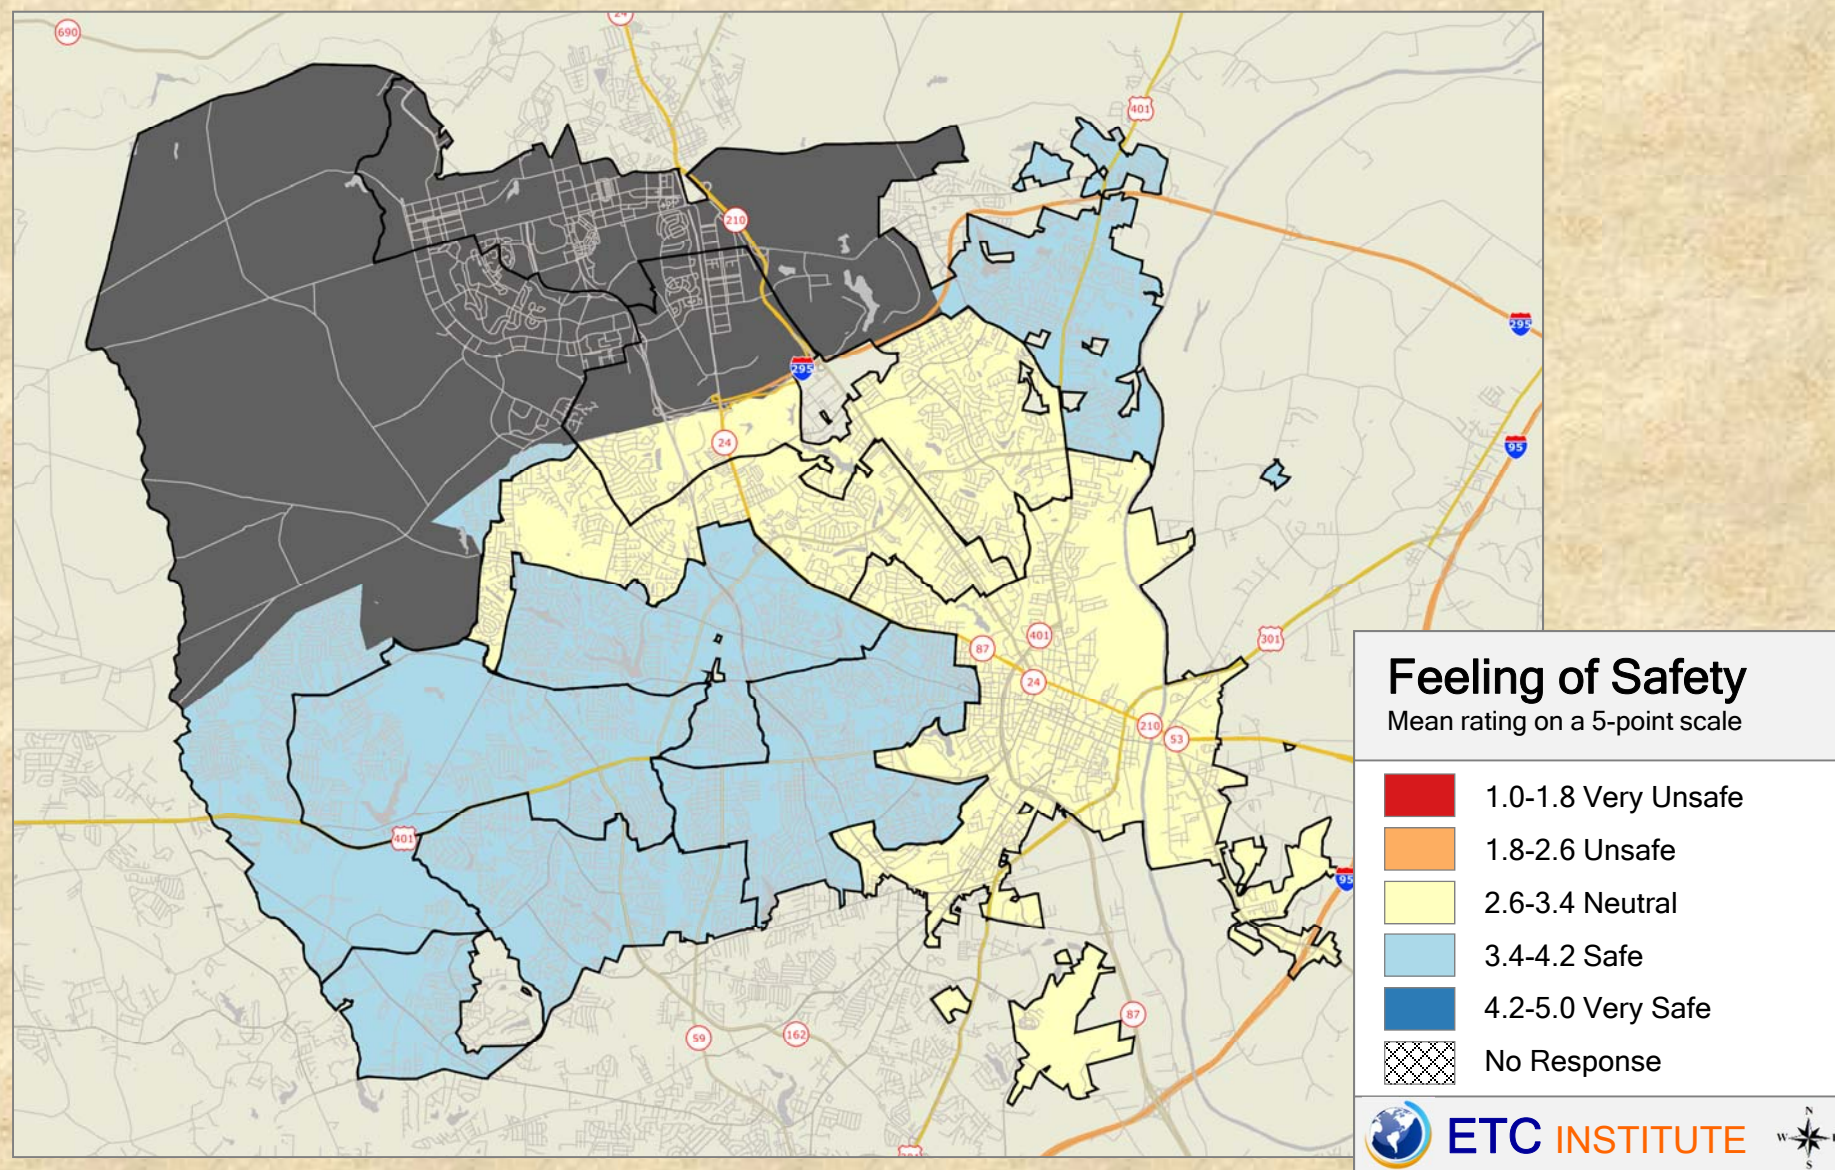 24
690
401
210
295
295
24
95
301
401
87
24
210
53
401
95
87
59
162
Feeling of Safety
Mean rating on a 5-point scale
1.0-1.8 Very Unsafe
1.8-2.6 Unsafe
2.6-3.4 Neutral
3.4-4.2 Safe
4.2-5.0 Very Safe
No Response
ETC INSTITUTE
N
W
S